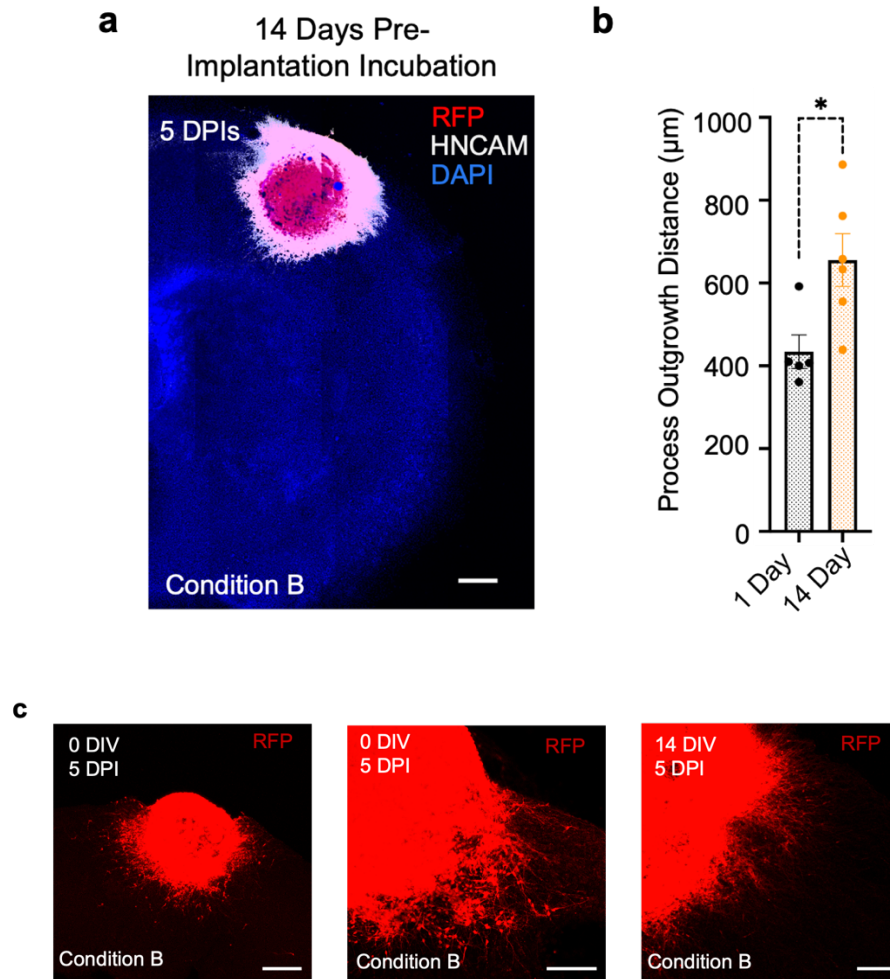 a
14 Days Pre-
Implantation Incubation
5 DPIs
RFP
HNCAM
DAPI
Condition B
b
*
Process Outgrowth Distance (μm)
1000
800
600
400
200
0
1 Day
14 Day
c
0 DIV
5 DPI
RFP
Condition B
0 DIV
5 DPI
RFP
Condition B
14 DIV
5 DPI
RFP
Condition B